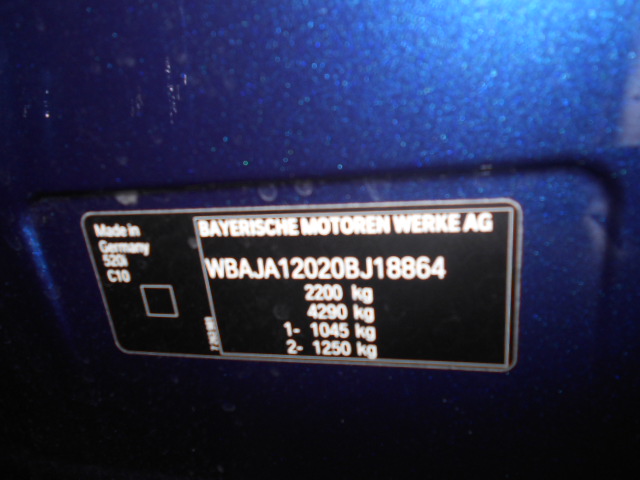 Made in
Germany
520i
C10
BAYERISCHE MOTOREN WERKE AG
WBAJA12020BJ18864
2200 kg
4290 kg
1- 1045 kg
2- 1250 kg